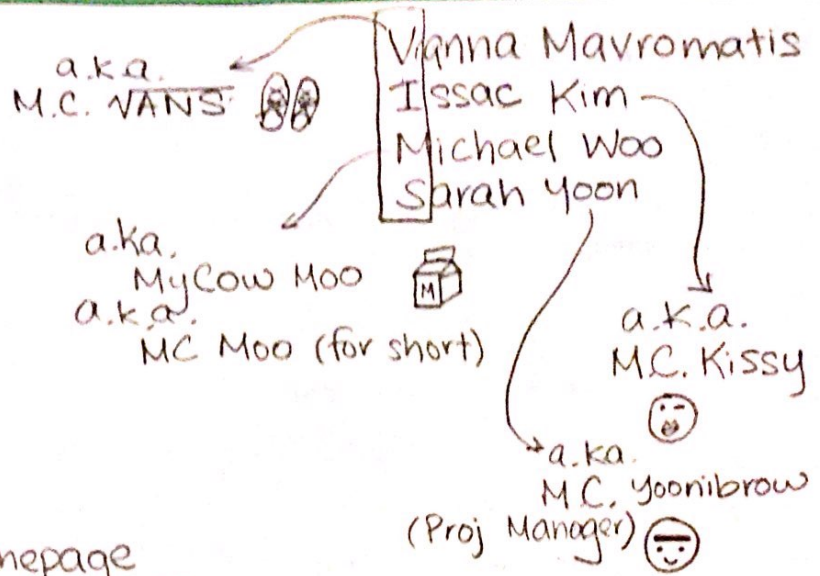 Vianna Mavromatis
Issac Kim
Michael Woo
Sarah Yoon
a.k.a.
M.C. VANS
a.ka.
MyCow Moo
a.k.a.
MC Moo (for short)
M
a.k.a.
M.C. Kissy
a.ka.
M.C. Yoonibrow
(Proj Manager)
nepage